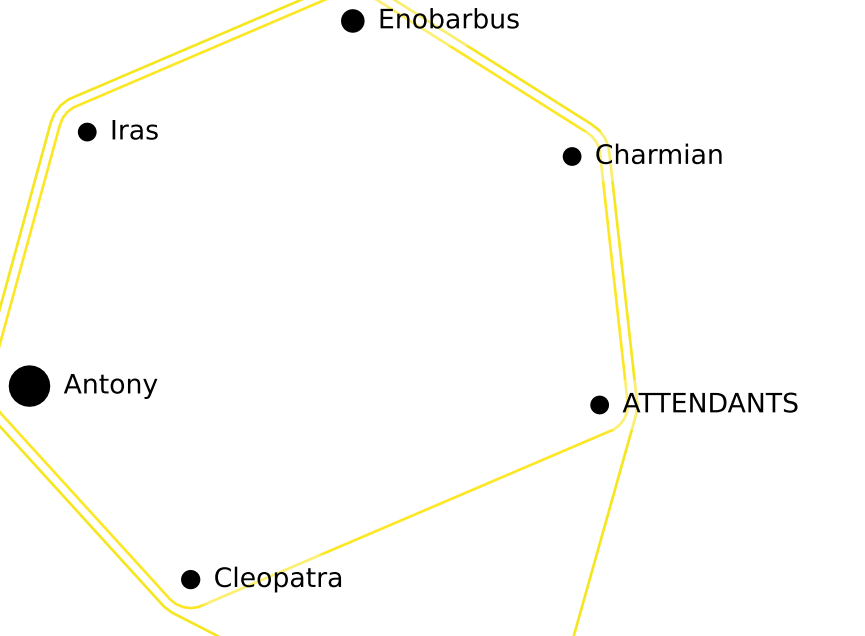 Enobarbus
Iras
Charmian
Antony
ATTENDANTS
Cleopatra